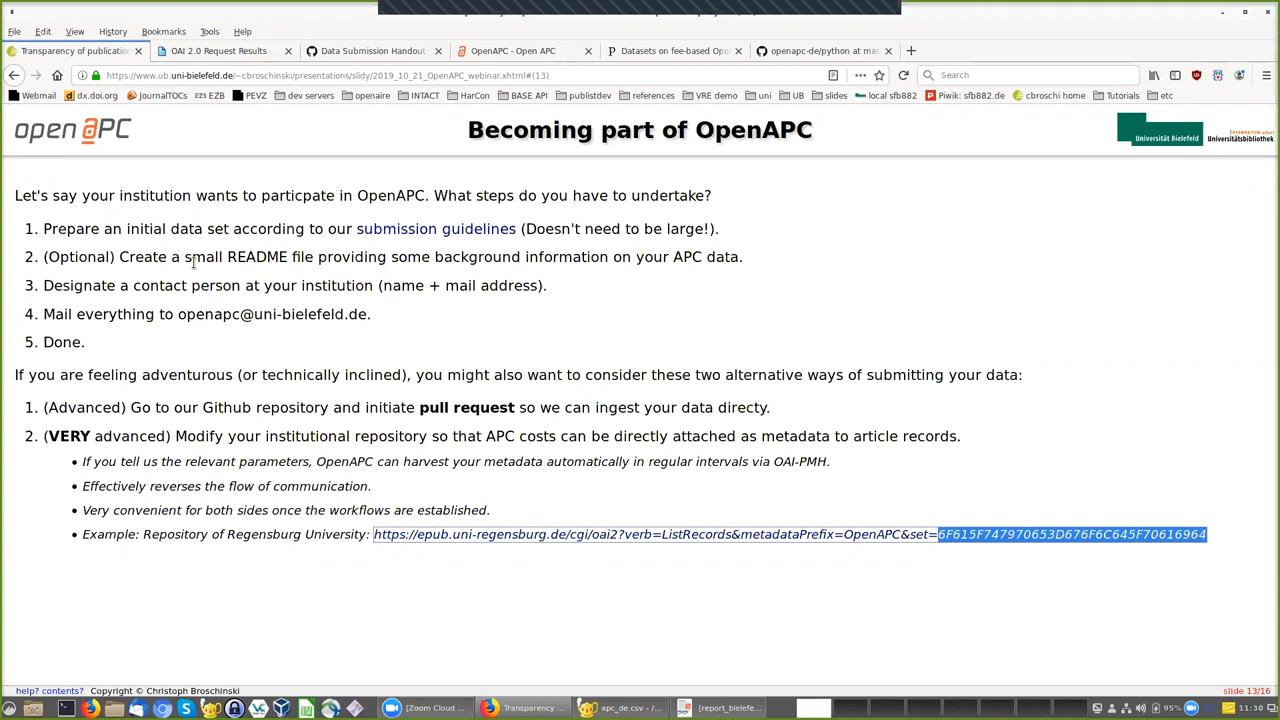 File Edit View History Bookmarks Tools Help
Transparency of publication OAI 2.0 Request Results Data Submission Handout OpenAPC - Open APC Datasets on fee-based Ope openapc-de/python at mas
https://www.ub.uni-bielefeld.de/~cbroschinski/presentations/slidy/2019_10_21_OpenAPC_webinar.xhtml#(13) Search
Webmail dx.doi.org JournalTOCs EZB PEVZ dev servers openaire INTACT HarCon BASE API publistdev references VRE demo uni UB slides local sfb882 Piwik: sfb882.de cbroschi home Tutorials etc
open aPC
Becoming part of OpenAPC
Universität Bielefeld
Universitätsbibliothek
Let's say your institution wants to particpate in OpenAPC. What steps do you have to undertake?
1. Prepare an initial data set according to our submission guidelines (Doesn't need to be large!).
2. (Optional) Create a small README file providing some background information on your APC data.
3. Designate a contact person at your institution (name + mail address).
4. Mail everything to openapc@uni-bielefeld.de.
5. Done.
If you are feeling adventurous (or technically inclined), you might also want to consider these two alternative ways of submitting your data:
1. (Advanced) Go to our Github repository and initiate pull request so we can ingest your data directy.
2. (VERY advanced) Modify your institutional repository so that APC costs can be directly attached as metadata to article records.
• If you tell us the relevant parameters, OpenAPC can harvest your metadata automatically in regular intervals via OAI-PMH.
• Effectively reverses the flow of communication.
• Very convenient for both sides once the workflows are established.
• Example: Repository of Regensburg University: https://epub.uni-regensburg.de/cgi/oai2?verb=ListRecords&metadataPrefix=OpenAPC&set=6F615F747970653D676F6C645F70616964
help? contents? Copyright © Christoph Broschinski slide 13/16
[Zoom Cloud ... Transparency ... apc_de.csv - /... [report_bielefe... 95% 11:30